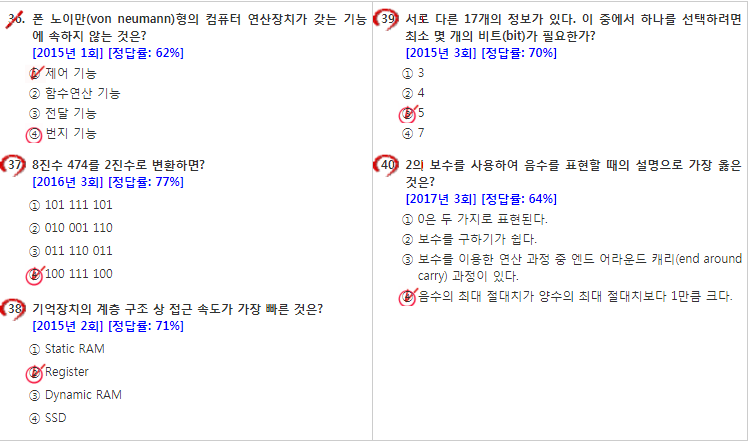 36. 폰 노이만(von neumann)형의 컴퓨터 연산장치가 갖는 기능
에 속하지 않는 것은?
[2015년 1회] [정답률: 62%]
① 제어 기능
② 함수연산 기능
③ 전달 기능
④ 번지 기능
37. 8진수 474를 2진수로 변환하면?
[2016년 3회] [정답률: 77%]
① 101 111 101
② 010 001 110
③ 011 110 011
④ 100 111 100
38. 기억장치의 계층 구조 상 접근 속도가 가장 빠른 것은?
[2015년 2회] [정답률: 71%]
① Static RAM
② Register
③ Dynamic RAM
④ SSD
39. 서로 다른 17개의 정보가 있다. 이 중에서 하나를 선택하려면
최소 몇 개의 비트(bit)가 필요한가?
[2015년 3회] [정답률: 70%]
① 3
② 4
③ 5
④ 7
40. 2의 보수를 사용하여 음수를 표현할 때의 설명으로 가장 옳은
것은?
[2017년 3회] [정답률: 64%]
① 0은 두 가지로 표현된다.
② 보수를 구하기가 쉽다.
③ 보수를 이용한 연산 과정 중 엔드 어라운드 캐리(end around
carry) 과정이 있다.
④ 음수의 최대 절대치가 양수의 최대 절대치보다 1만큼 크다.